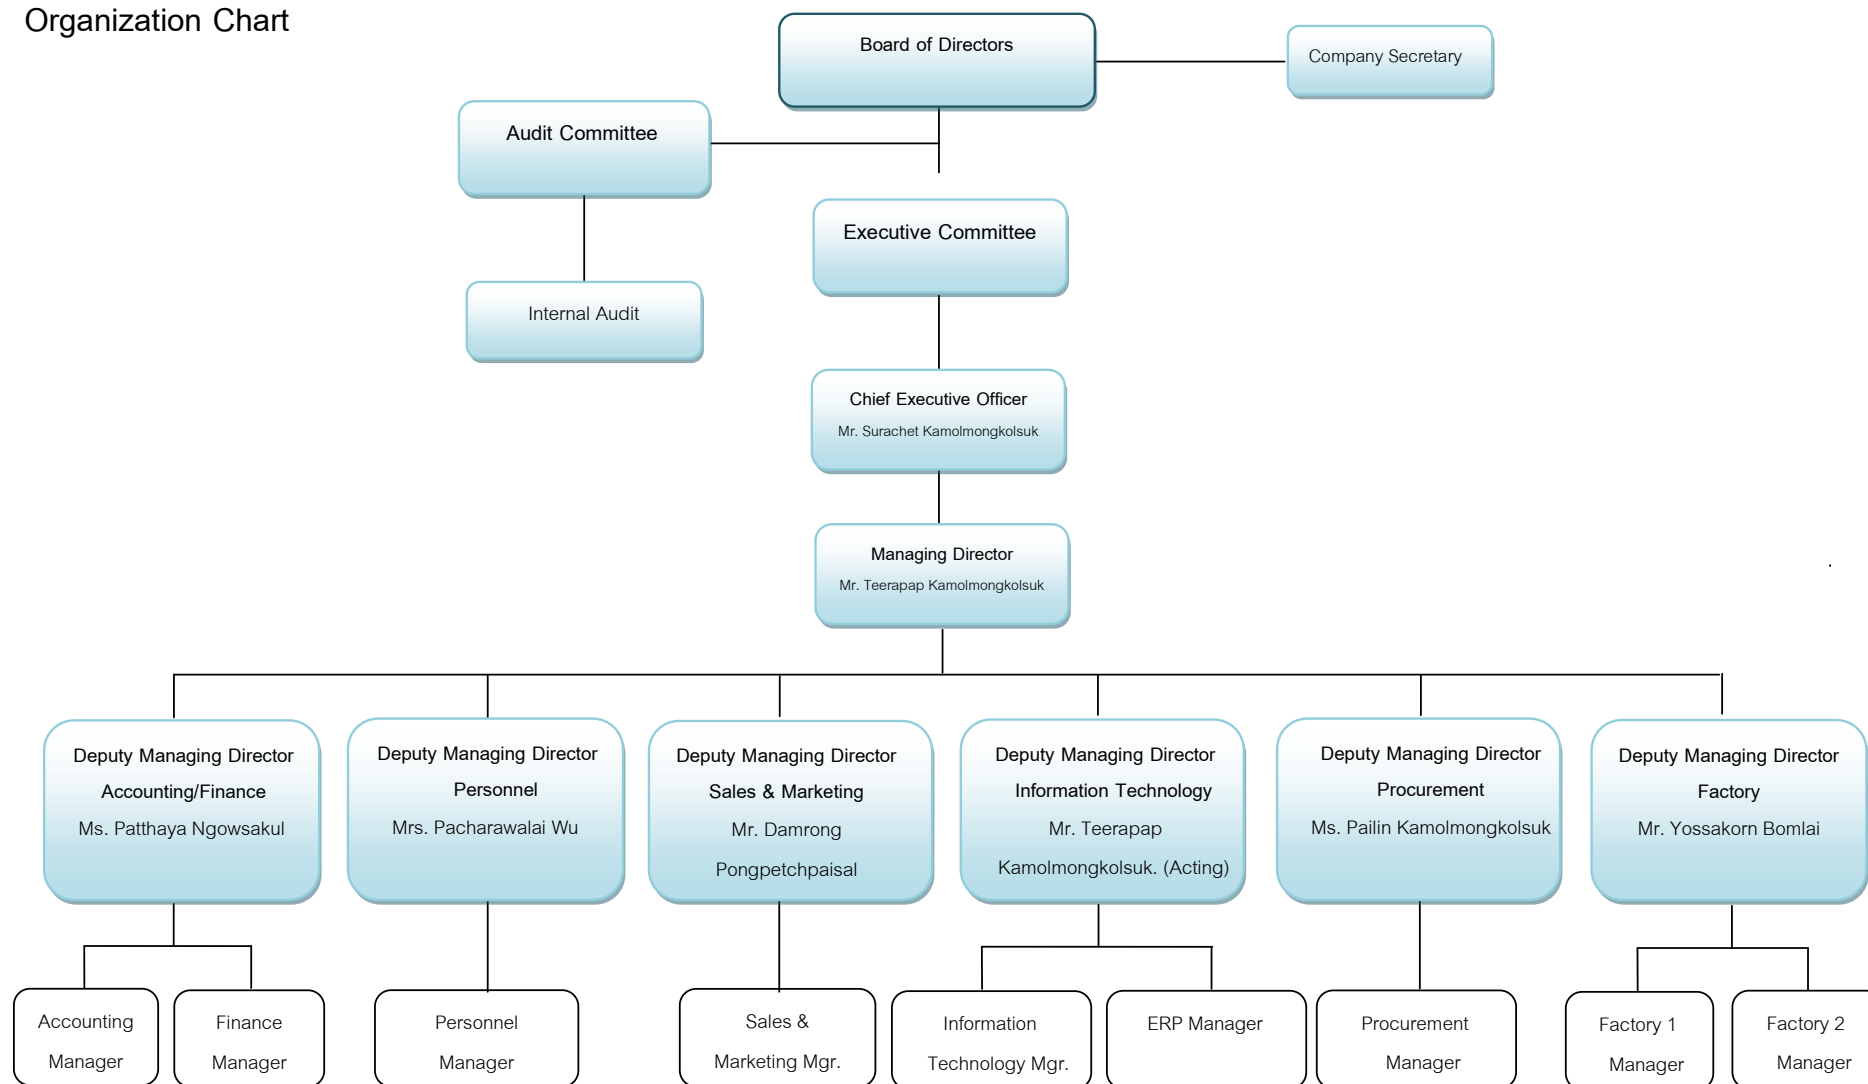 Organization Chart
Board of Directors
Company Secretary
Audit Committee
Executive Committee
Internal Audit
Chief Executive Officer
Mr. Surachet Kamolmongkolsuk
Managing Director
Mr. Teerapap Kamolmongkolsuk
Deputy Managing Director
Accounting/Finance
Ms. Patthaya Ngowsakul
Deputy Managing Director
Personnel
Mrs. Pacharawalai Wu
Deputy Managing Director
Sales & Marketing
Mr. Damrong
Pongpetchpaisal
Deputy Managing Director
Information Technology
Mr. Teerapap
Kamolmongkolsuk. (Acting)
Deputy Managing Director
Procurement
Ms. Pailin Kamolmongkolsuk
Deputy Managing Director
Factory
Mr. Yossakorn Bomlai
Accounting
Manager
Finance
Manager
Personnel
Manager
Sales &
Marketing Mgr.
Information
Technology Mgr.
ERP Manager
Procurement
Manager
Factory 1
Manager
Factory 2
Manager